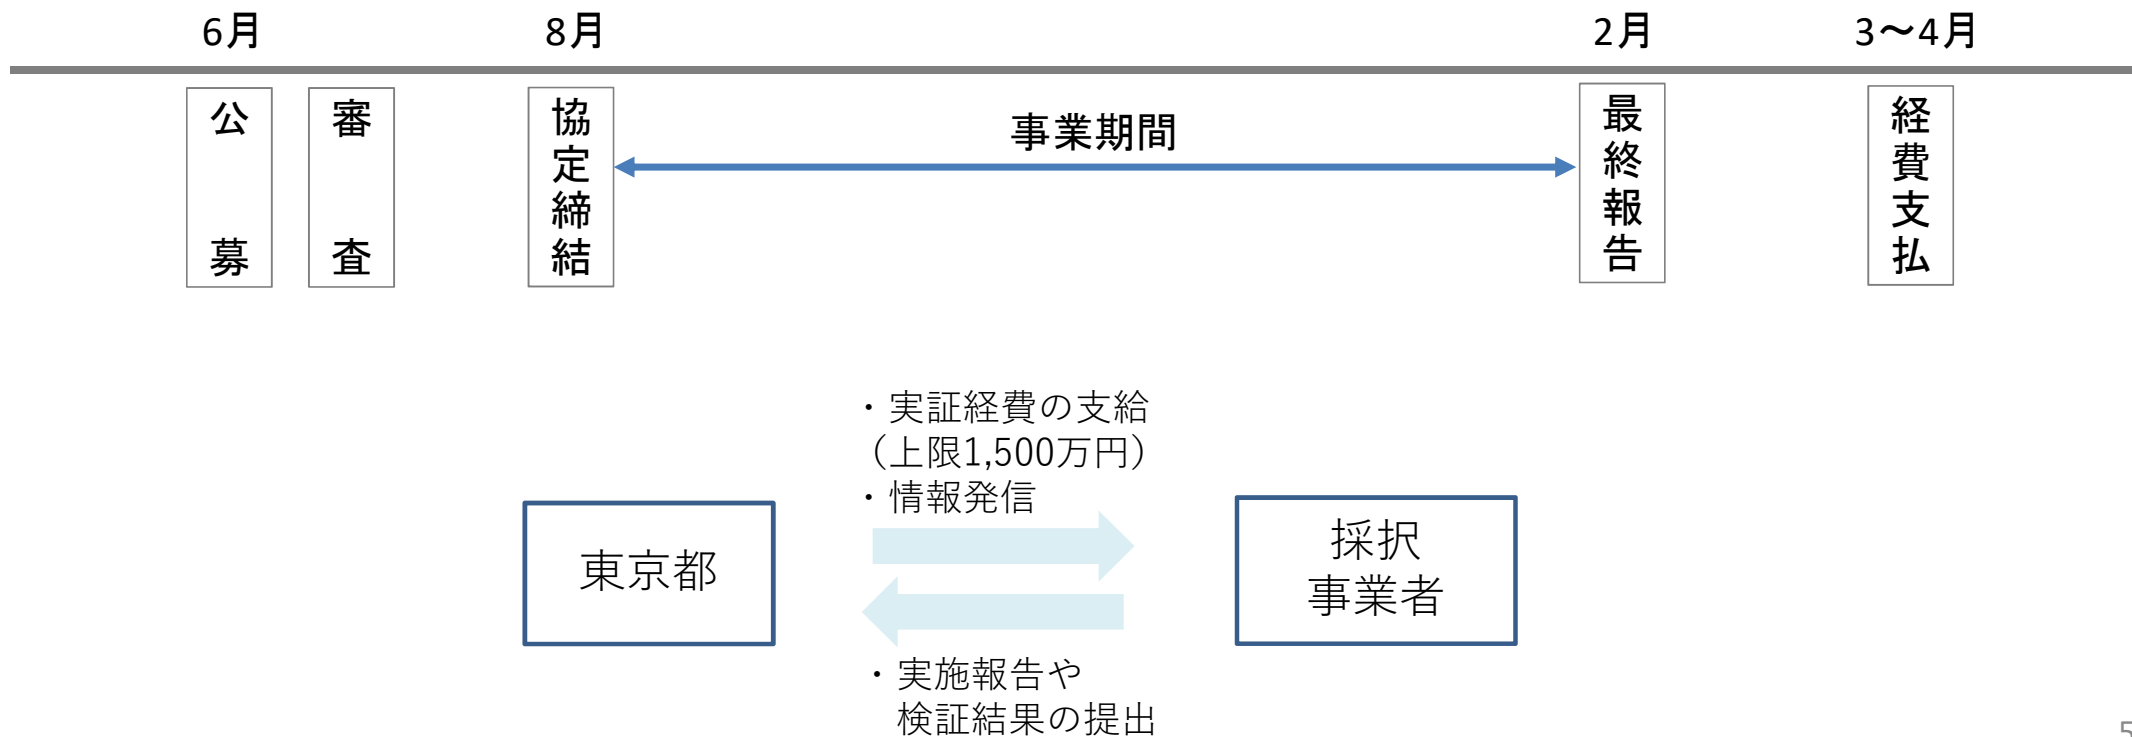 6月
8月
2月
3～4月
公募
審査
協定締結
事業期間
最終報告
経費支払
・実証経費の支給
（上限1,500万円）
・情報発信
東京都
採択
事業者
・実施報告や
検証結果の提出